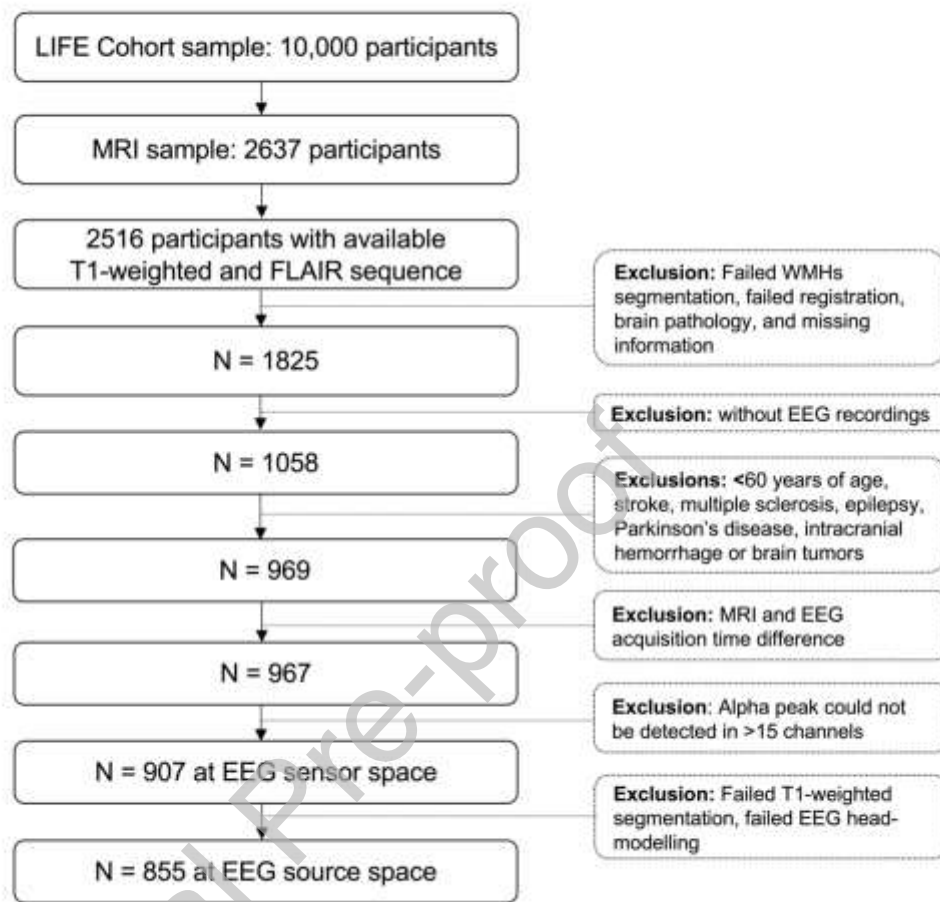 LIFE Cohort sample: 10,000 participants
MRI sample: 2637 participants
2516 participants with available
T1-weighted and FLAIR sequence
Exclusion: Failed WMHs
segmentation, failed registration,
brain pathology, and missing
information
N = 1825
Exclusion: without EEG recordings
N = 1058
Exclusions: <60 years of age,
stroke, multiple sclerosis, epilepsy,
Parkinson's disease, intracranial
hemorrhage or brain tumors
N = 969
Exclusion: MRI and EEG
acquisition time difference
N = 967
Exclusion: Alpha peak could not
be detected in >15 channels
N = 907 at EEG sensor space
Exclusion: Failed T1-weighted
segmentation, failed EEG head-
modelling
N = 855 at EEG source space
al Pre-proof